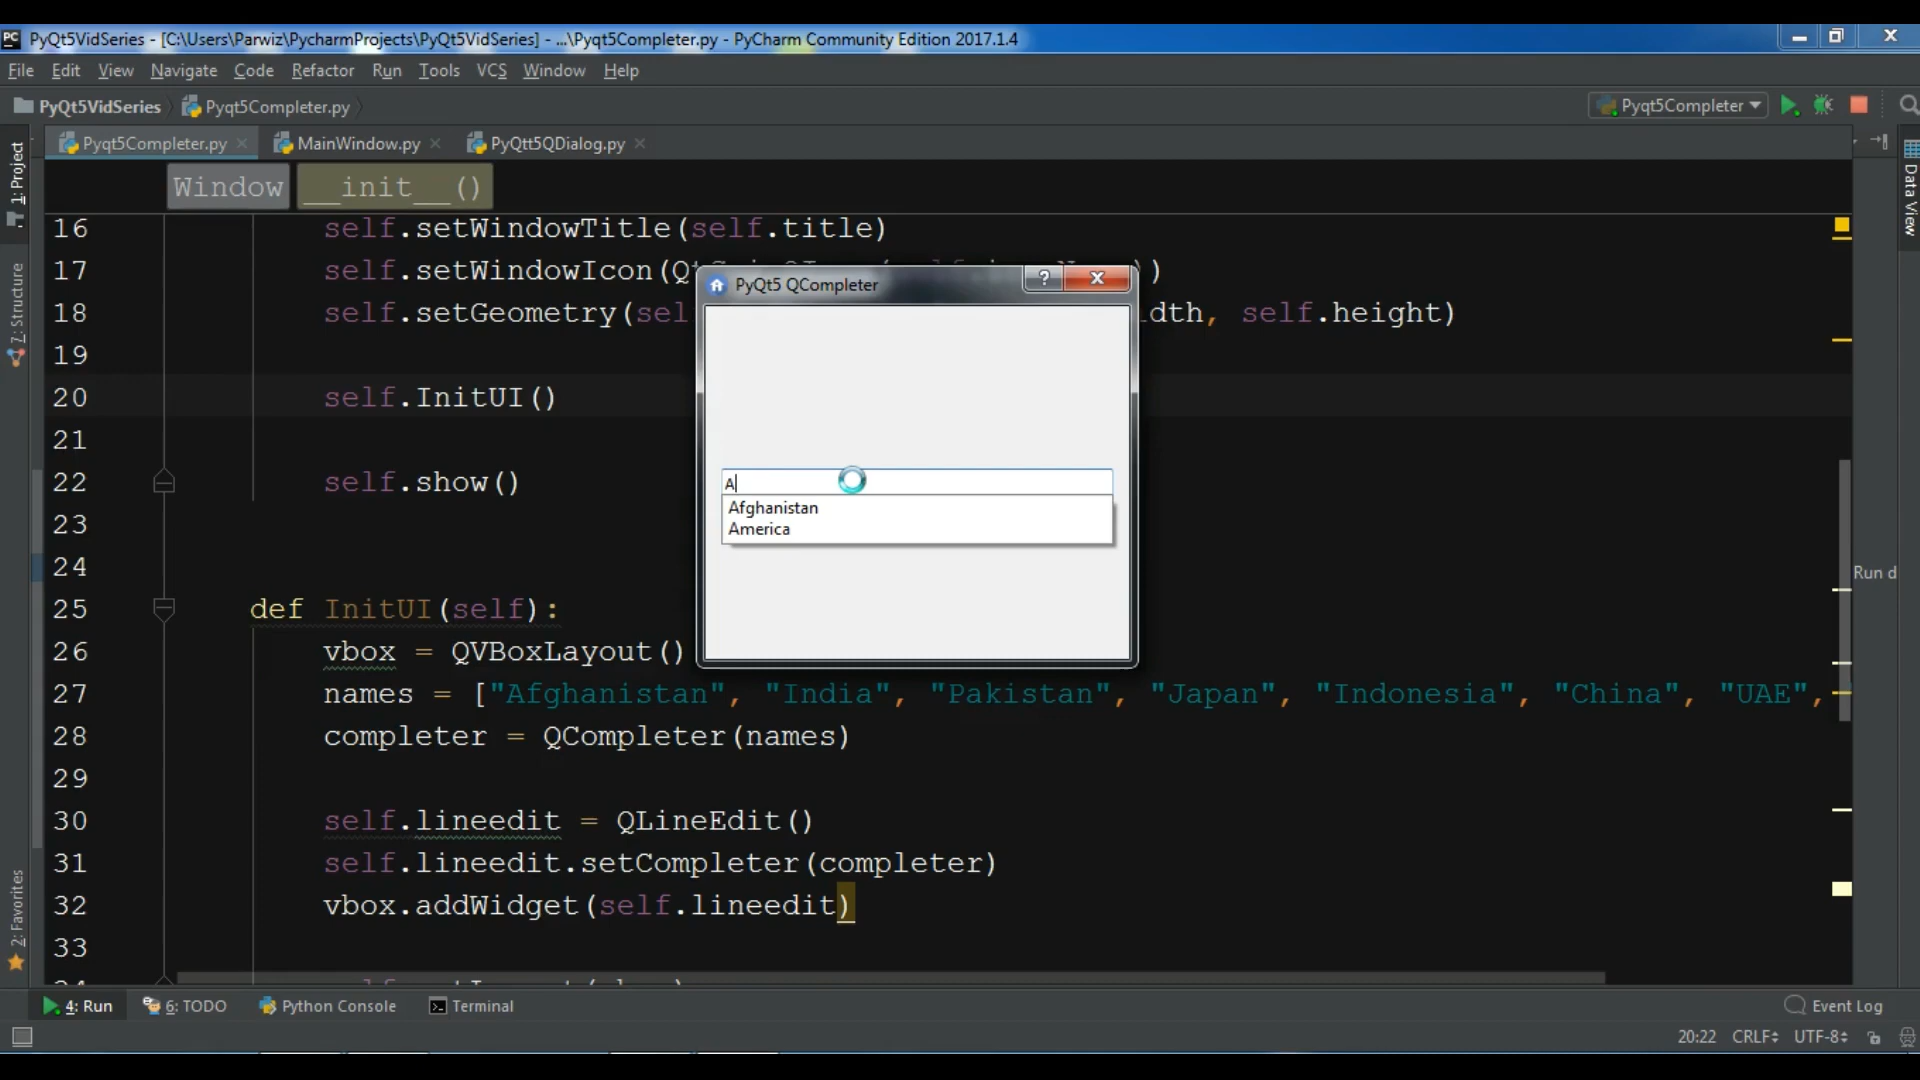 PC PyQt5VidSeries - [C:\Users\Parwiz\PycharmProjects\PyQt5VidSeries] - ...\Pyqt5Completer.py - PyCharm Community Edition 2017.1.4
File Edit View Navigate Code Refactor Run Tools VCS Window Help
PyQt5VidSeries Pyqt5Completer.py Pyqt5Completer
Pyqt5Completer.py MainWindow.py PyQtt5QDialog.py
1: Project
7: Structure
2: Favorites
Data View
Window __init__()
16 self.setWindowTitle(self.title)
17 self.setWindowIcon(Q ))
18 self.setGeometry(sel dth, self.height)
19
20 self.InitUI()
21
22 self.show()
23
24
25 def InitUI(self):
26 vbox = QVBoxLayout()
27 names = ["Afghanistan", "India", "Pakistan", "Japan", "Indonesia", "China", "UAE",
28 completer = QCompleter(names)
29
30 self.lineedit = QLineEdit()
31 self.lineedit.setCompleter(completer)
32 vbox.addWidget(self.lineedit)
33
PyQt5 QCompleter ?
A
Afghanistan
America
Run d
4: Run 6: TODO Python Console Terminal Event Log
20:22 CRLF UTF-8